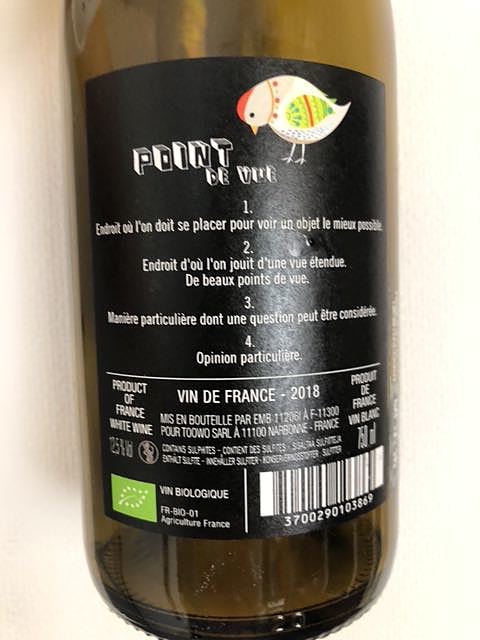 POINT
DE VUE
1.
Endroit où l'on doit se placer pour voir un objet le mieux possible.
2.
Endroit d'où l'on jouit d'une vue étendue.
De beaux points de vue.
3.
Manière particulière dont une question peut être considérée.
4.
Opinion particulière.
PRODUCT
OF
FRANCE
WHITE WINE
12.5 % Vol
VIN DE FRANCE - 2018
MIS EN BOUTEILLE PAR EMB 11206I À F-11300
POUR TOOWO SARL À 11100 NARBONNE - FRANCE
CONTAINS SULPHITES - CONTIENT DES SULFITES -
ENTHÄLT SULFITE - INNEHÅLLER SULFITER -
PRODUIT
DE
FRANCE
VIN BLANC
750 ml
VIN BIOLOGIQUE
FR-BIO-01
Agriculture France
3700290103869